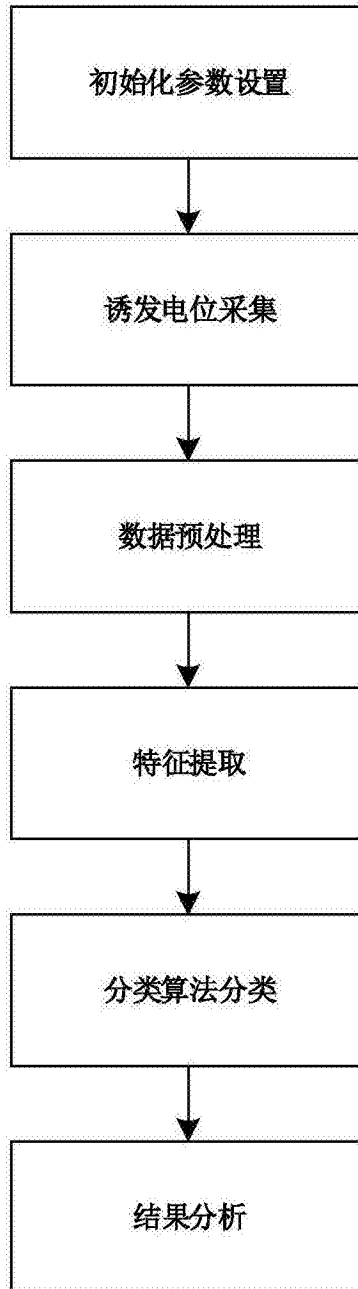 初始化参数设置
诱发电位采集
数据预处理
特征提取
分类算法分类
结果分析